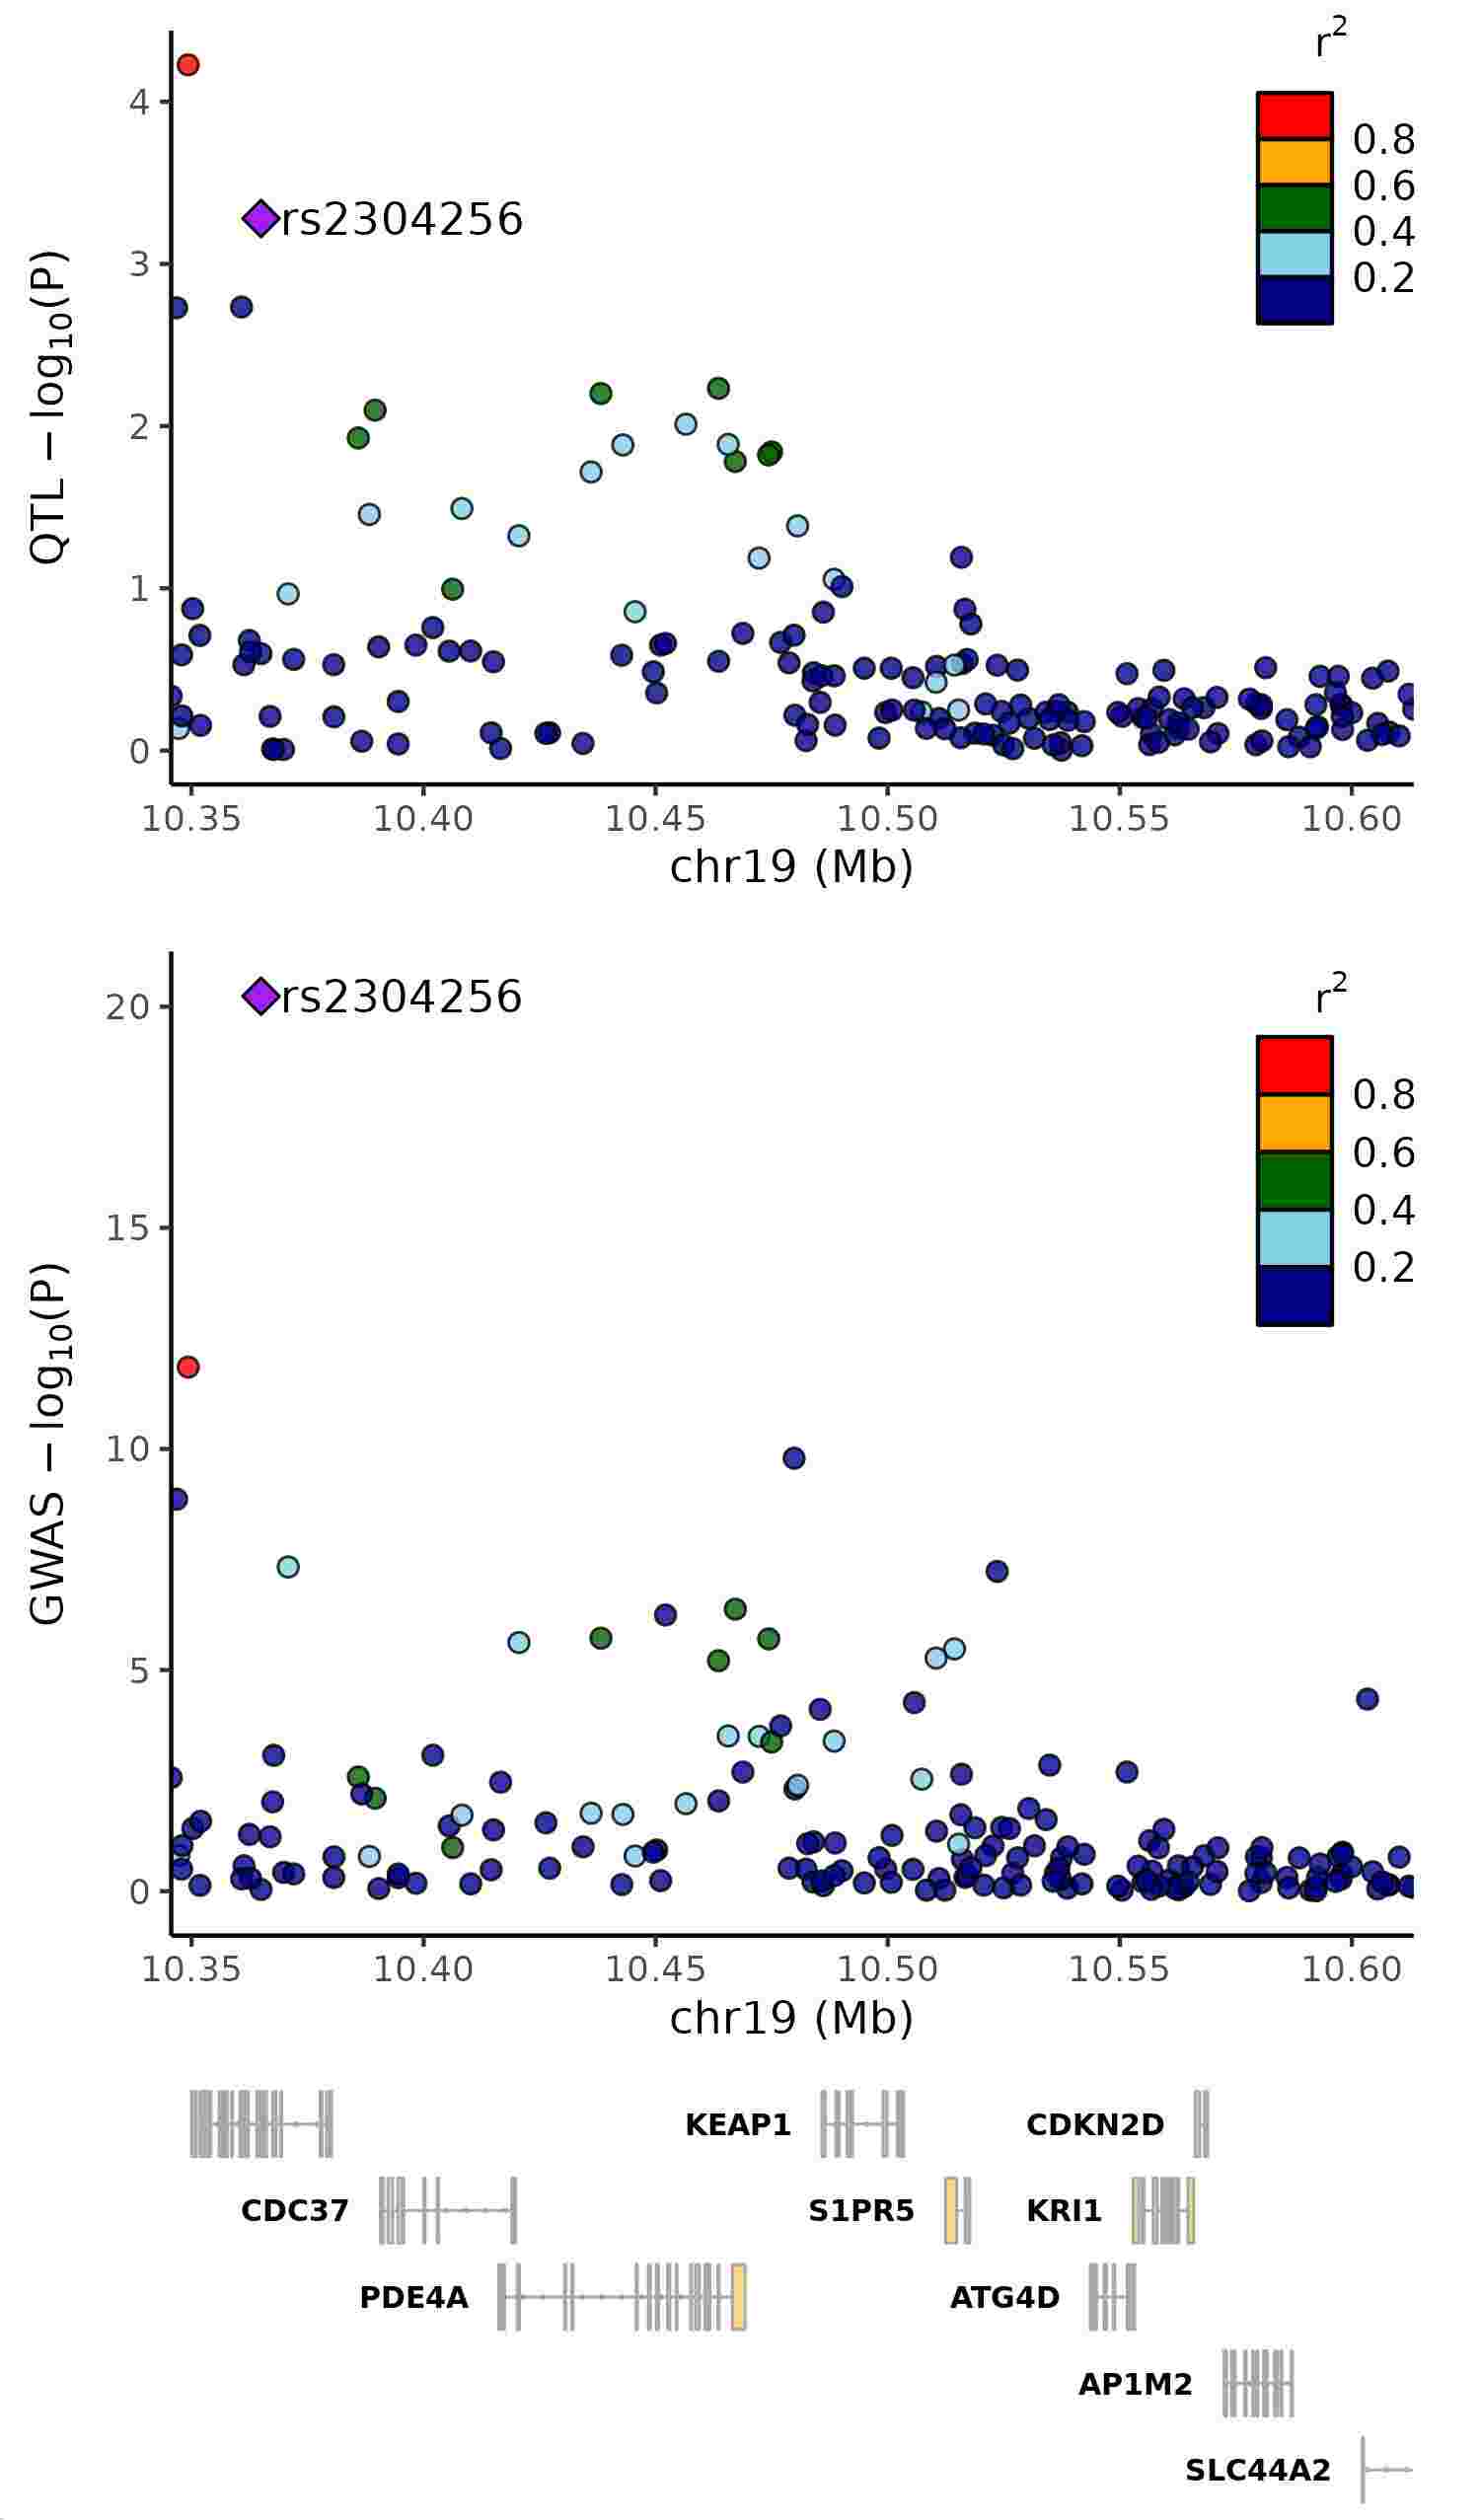 r2
0.8
0.6
0.4
0.2
4
3
2
1
0
QTL − log10(P)
rs2304256
10.35 10.40 10.45 10.50 10.55 10.60
chr19 (Mb)
r2
0.8
0.6
0.4
0.2
20
15
10
5
0
GWAS − log10(P)
rs2304256
10.35 10.40 10.45 10.50 10.55 10.60
chr19 (Mb)
KEAP1 CDKN2D
CDC37 S1PR5 KRI1
PDE4A ATG4D
AP1M2
SLC44A2